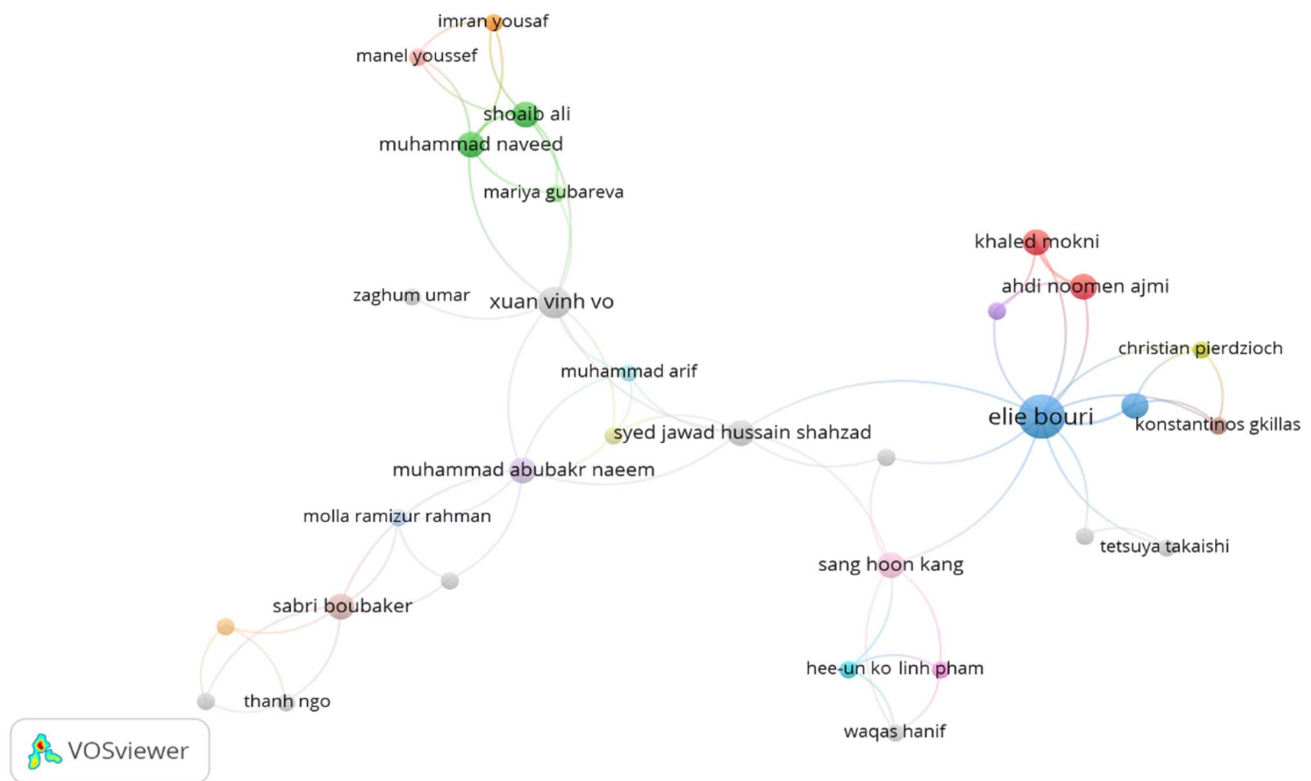 imran yousaf
manel youssef
shoaib ali
muhammad naveed
mariya gubareva
khaled mokni
ahdi noomen ajmi
zaghum umar
xuan vinh vo
christian pierdzioch
muhammad arif
elie bouri
konstantinos gkillas
syed jawad hussain shahzad
muhammad abubakr naeem
molla ramizur rahman
tetsuya takaishi
sang hoon kang
sabri boubaker
hee-un ko
linh pham
thanh ngo
waqas hanif
VOSviewer